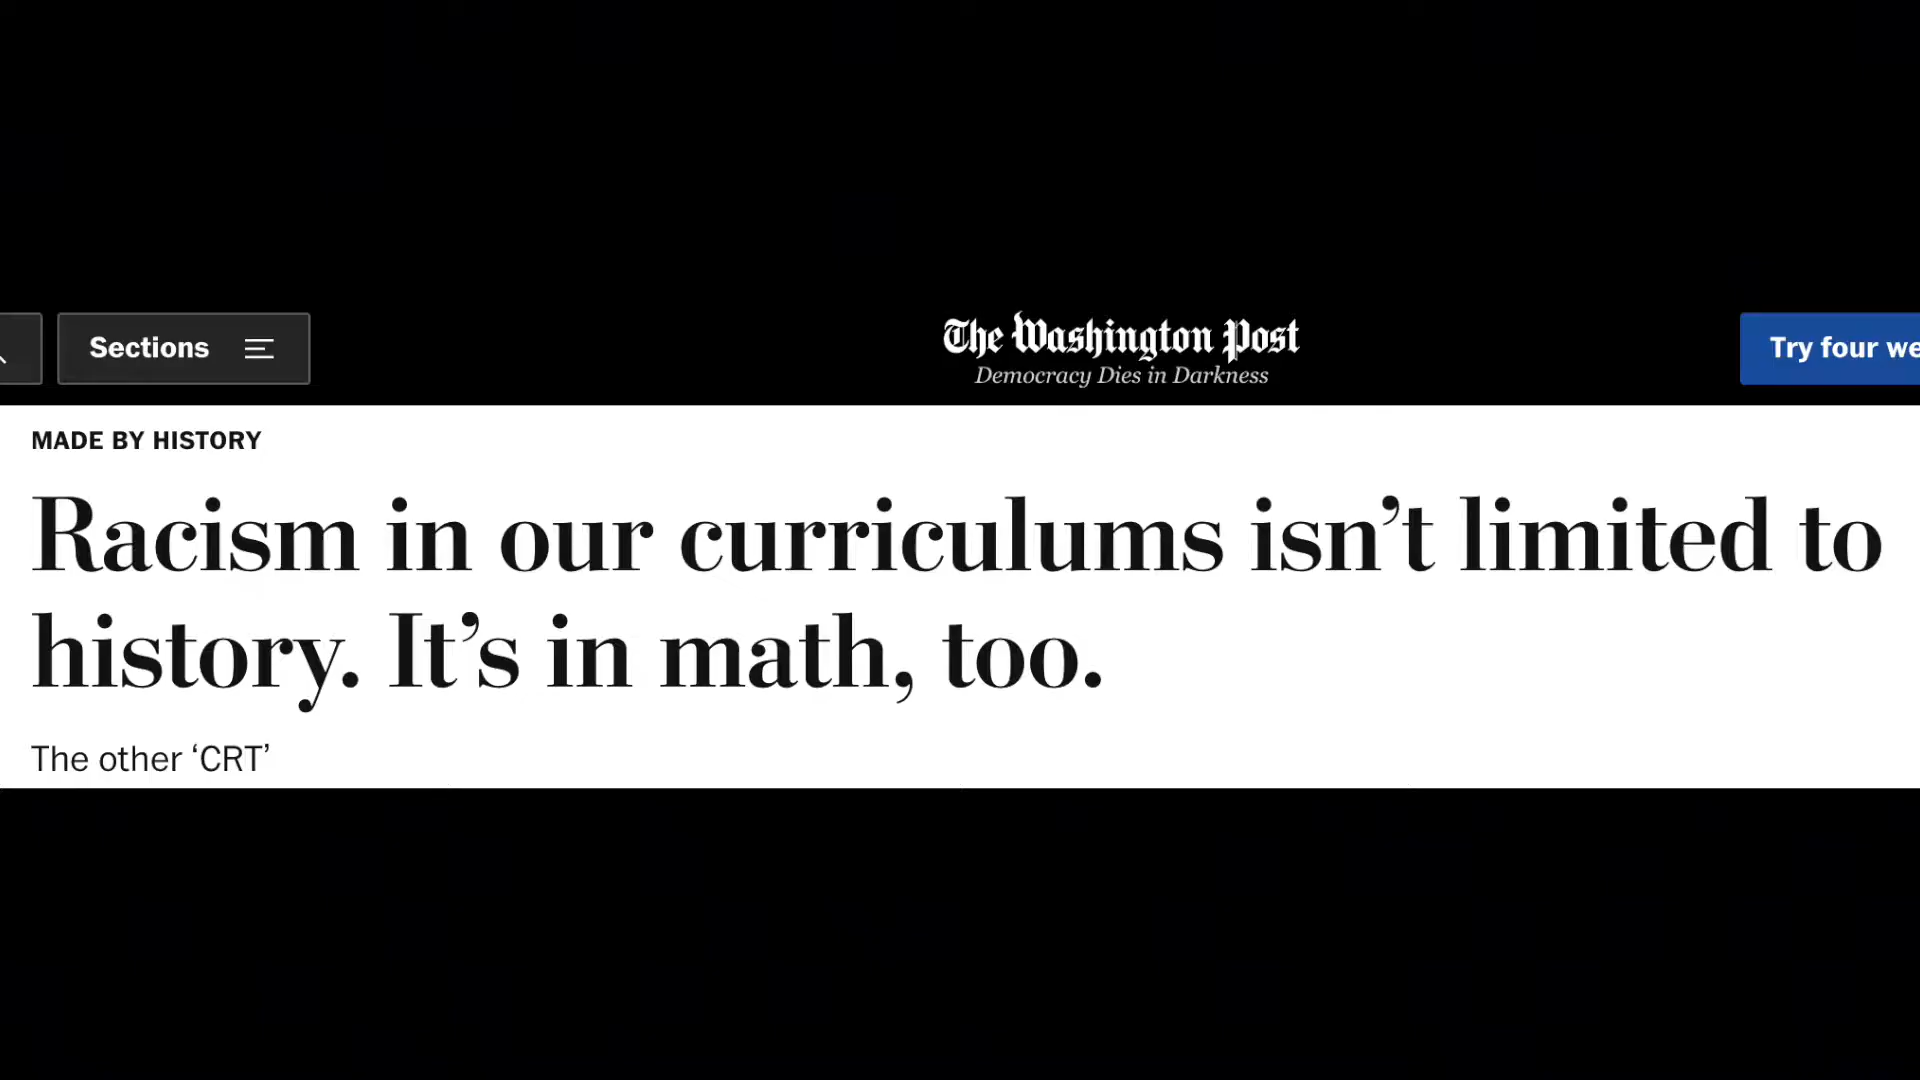 Sections
The Washington Post
Democracy Dies in Darkness
Try four we
MADE BY HISTORY
Racism in our curriculums isn’t limited to
history. It’s in math, too.
The other ‘CRT’